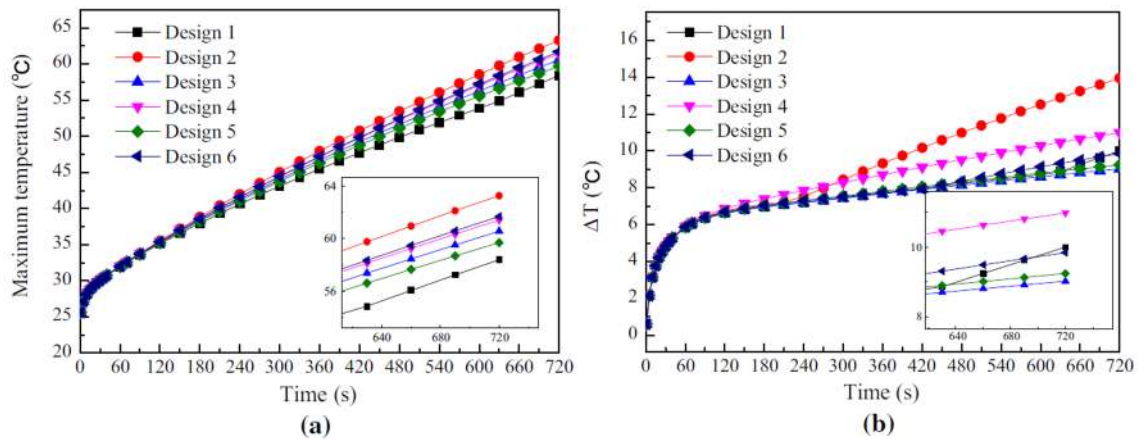 Maximum temperature (℃)
65
60
55
50
45
40
35
30
25
20
Design 1
Design 2
Design 3
Design 4
Design 5
Design 6
64
60
56
640
680
720
0 60 120 180 240 300 360 420 480 540 600 660 720
Time (s)
(a)
ΔT (℃)
16
14
12
10
8
6
4
2
0
Design 1
Design 2
Design 3
Design 4
Design 5
Design 6
10
8
640
680
720
0 60 120 180 240 300 360 420 480 540 600 660 720
Time (s)
(b)